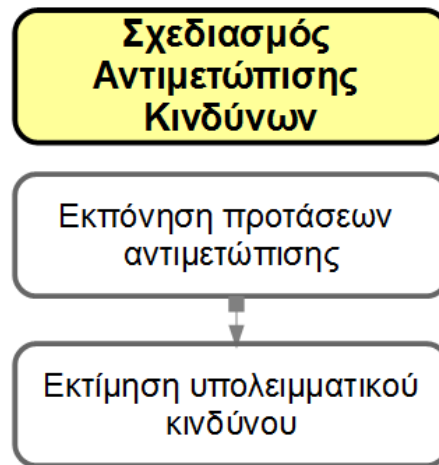 Σχεδιασμός
Αντιμετώπισης
Κινδύνων
Εκπόνηση προτάσεων
αντιμετώπισης
Εκτίμηση υπολειμματικού
κινδύνου